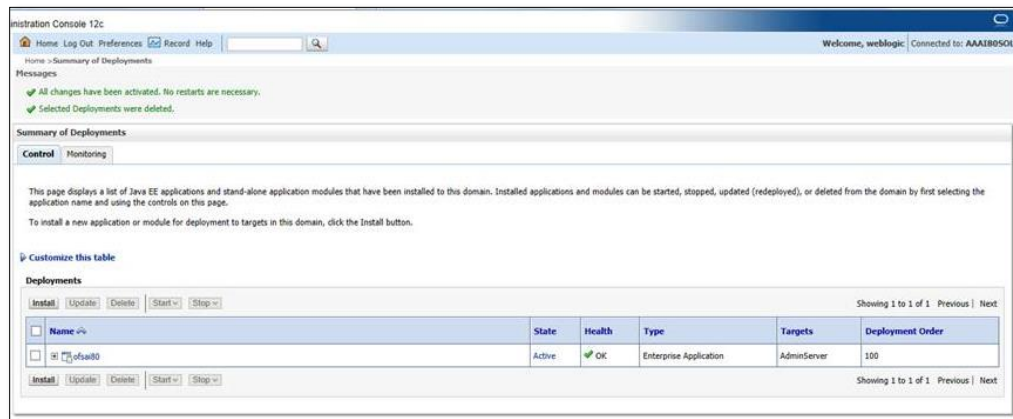 inistration Console 12c
Home Log Out Preferences Record Help
Welcome, weblogic Connected to: AAAI80SOL
Home >Summary of Deployments
Messages
All changes have been activated. No restarts are necessary.
Selected Deployments were deleted.
Summary of Deployments
Control Monitoring
This page displays a list of Java EE applications and stand-alone application modules that have been installed to this domain. Installed applications and modules can be started, stopped, updated (redeployed), or deleted from the domain by first selecting the
application name and using the controls on this page.
To install a new application or module for deployment to targets in this domain, click the Install button.
Customize this table
Deployments
Install Update Delete Start Stop Showing 1 to 1 of 1 Previous | Next
Name State Health Type Targets Deployment Order
ofsai80 Active OK Enterprise Application AdminServer 100
Install Update Delete Start Stop Showing 1 to 1 of 1 Previous | Next